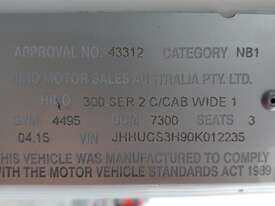 APPROVAL NO. 43312 CATEGORY NB1
HINO MOTOR SALES AUSTRALIA PTY. LTD.
HINO 300 SER 2 C/CAB WIDE 1
GVM 4495 GCM 7300 SEATS 3
04.15 VIN JHHUCS3H90K012235
THIS VEHICLE WAS MANUFACTURED TO COMPLY
WITH THE MOTOR VEHICLE STANDARDS ACT 1989